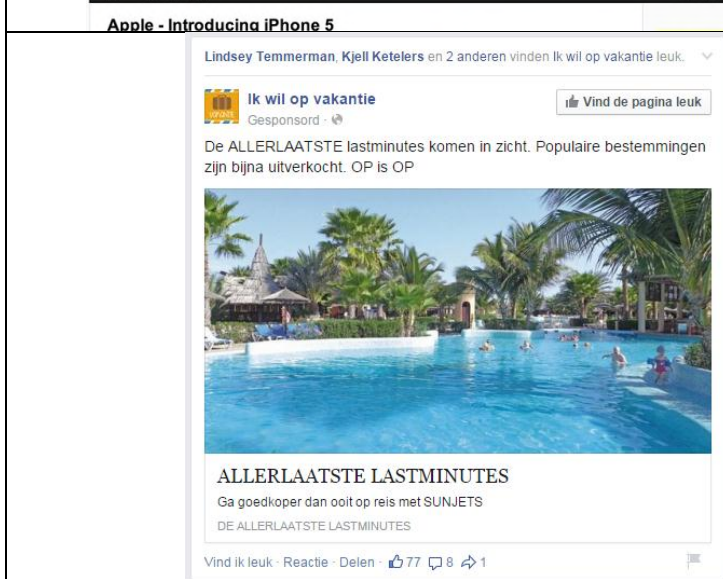 Apple - Introducing iPhone 5
Lindsey Temmerman, Kjell Ketelers en 2 anderen vinden Ik wil op vakantie leuk.
Ik wil op vakantie
Vind de pagina leuk
Gesponsord ·
De ALLERLAATSTE lastminutes komen in zicht. Populaire bestemmingen
zijn bijna uitverkocht. OP is OP
ALLERLAATSTE LASTMINUTES
Ga goedkoper dan ooit op reis met SUNJETS
DE ALLERLAATSTE LASTMINUTES
Vind ik leuk · Reactie · Delen · 77 8 1